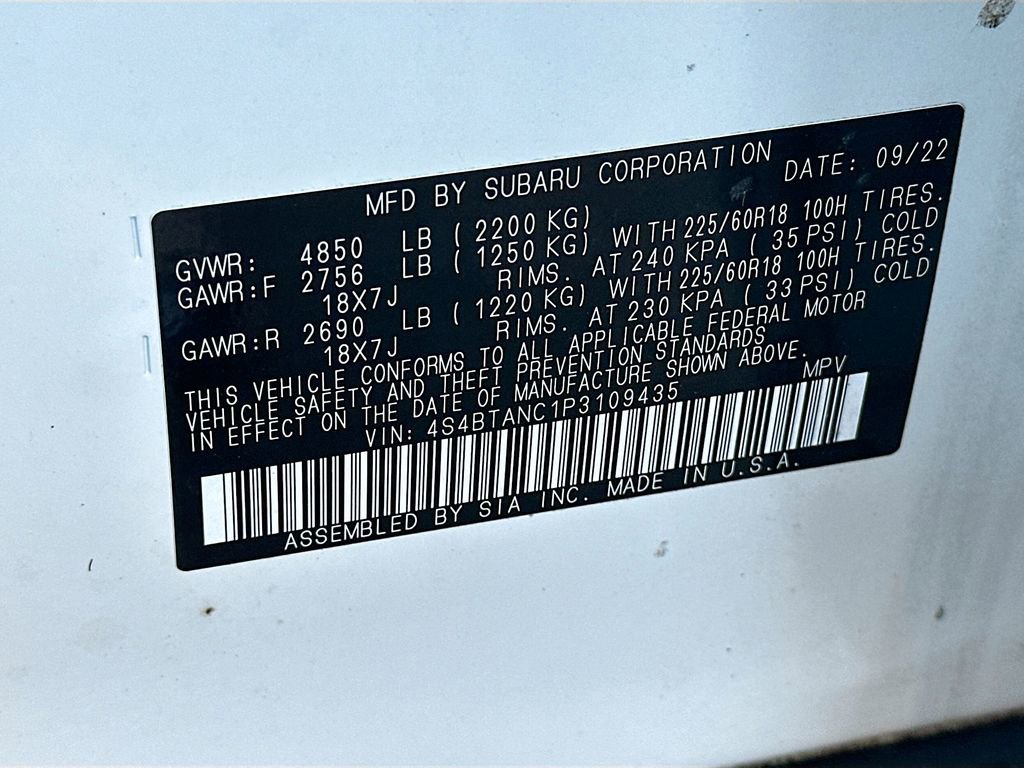 MFD BY SUBARU CORPORATION DATE: 09/22
GVWR: 4850 LB ( 2200 KG)
GAWR:F 2756 LB ( 1250 KG) WITH 225/60R18 100H TIRES.
18X7J RIMS. AT 240 KPA ( 35 PSI) COLD
GAWR:R 2690 LB ( 1220 KG) WITH 225/60R18 100H TIRES.
18X7J RIMS. AT 230 KPA ( 33 PSI) COLD
THIS VEHICLE CONFORMS TO ALL APPLICABLE FEDERAL MOTOR
VEHICLE SAFETY AND THEFT PREVENTION STANDARDS
IN EFFECT ON THE DATE OF MANUFACTURE SHOWN ABOVE.
VIN: 4S4BTANC1P3109435 MPV
ASSEMBLED BY SIA INC. MADE IN U.S.A.